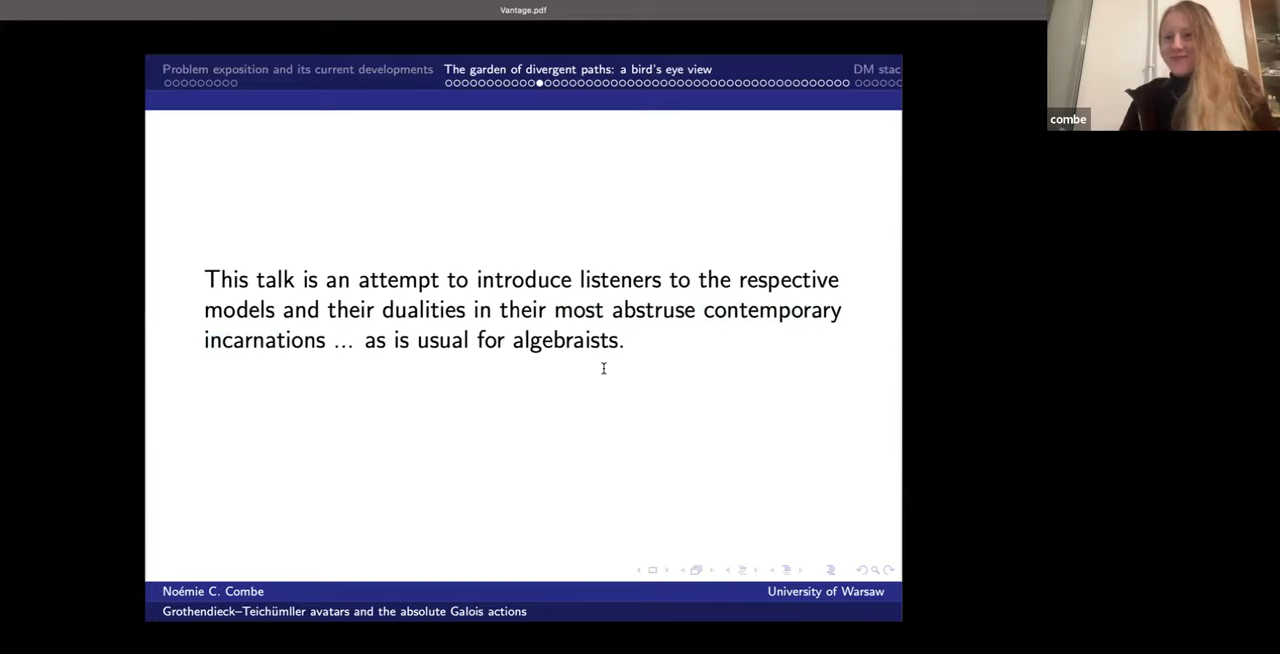 Vantage.pdf
Problem exposition and its current developments
The garden of divergent paths: a bird's eye view
DM stac
combe
This talk is an attempt to introduce listeners to the respective
models and their dualities in their most abstruse contemporary
incarnations ... as is usual for algebraists.
Noémie C. Combe
University of Warsaw
Grothendieck–Teichümller avatars and the absolute Galois actions